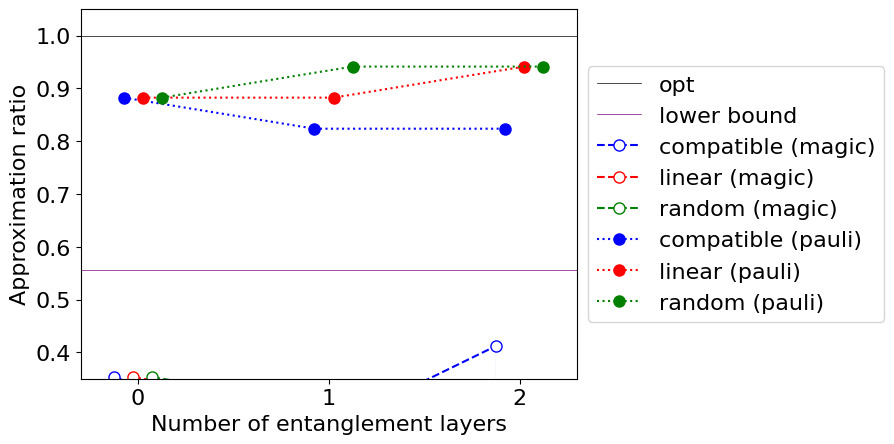 Approximation ratio
1.0
0.9
0.8
0.7
0.6
0.5
0.4
0 1 2
Number of entanglement layers
opt
lower bound
compatible (magic)
linear (magic)
random (magic)
compatible (pauli)
linear (pauli)
random (pauli)